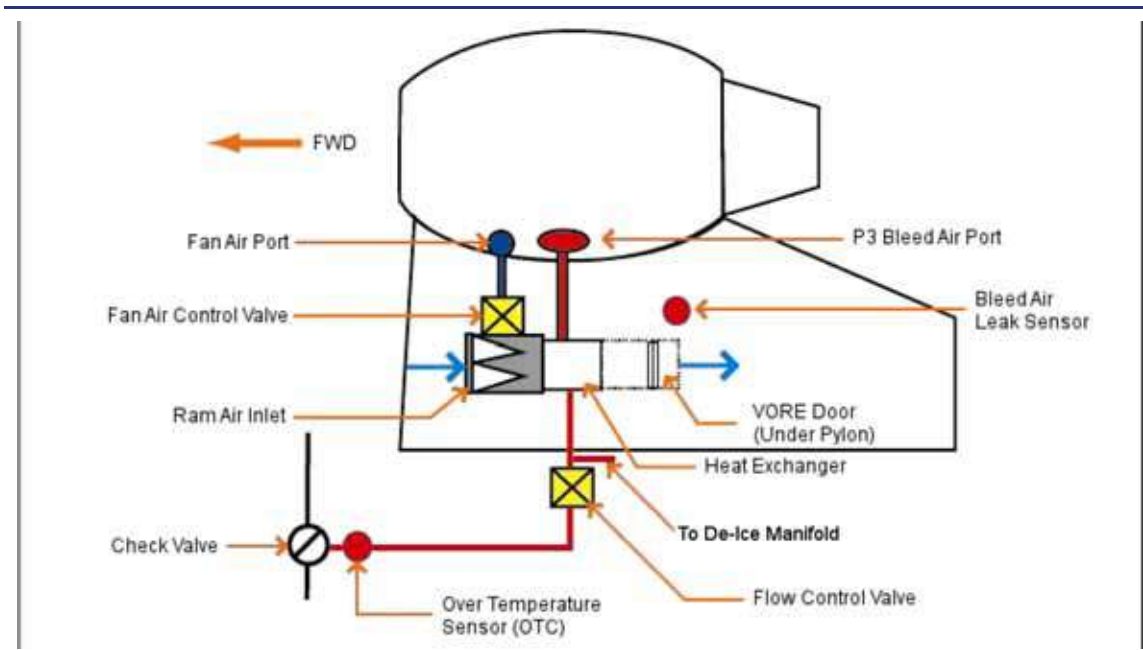 FWD
Fan Air Port
P3 Bleed Air Port
Fan Air Control Valve
Bleed Air
Leak Sensor
Ram Air Inlet
VORE Door
(Under Pylon)
Heat Exchanger
To De-Ice Manifold
Check Valve
Flow Control Valve
Over Temperature
Sensor (OTC)